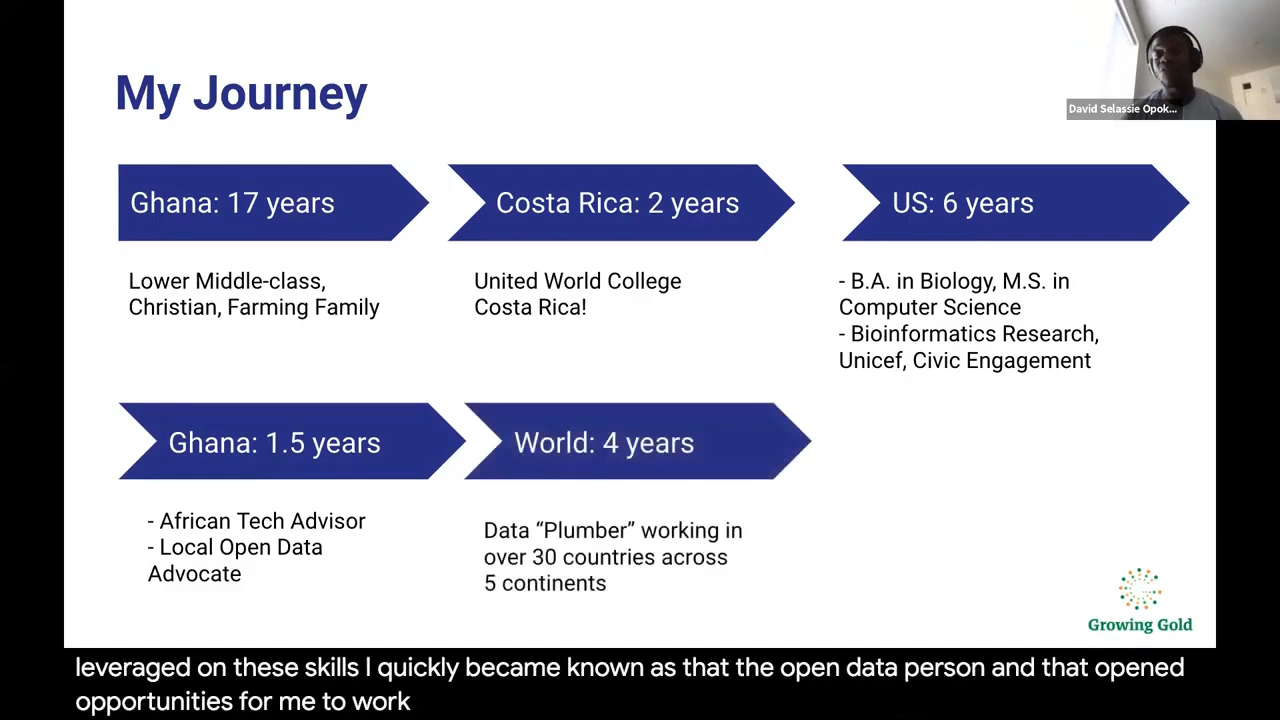 My Journey
David Selassie Opok...
Ghana: 17 years
Costa Rica: 2 years
US: 6 years
Lower Middle-class,
Christian, Farming Family
United World College
Costa Rica!
- B.A. in Biology, M.S. in
Computer Science
- Bioinformatics Research,
Unicef, Civic Engagement
Ghana: 1.5 years
World: 4 years
- African Tech Advisor
- Local Open Data
Advocate
Data “Plumber” working in
over 30 countries across
5 continents
Growing Gold
leveraged on these skills I quickly became known as that the open data person and that opened
opportunities for me to work